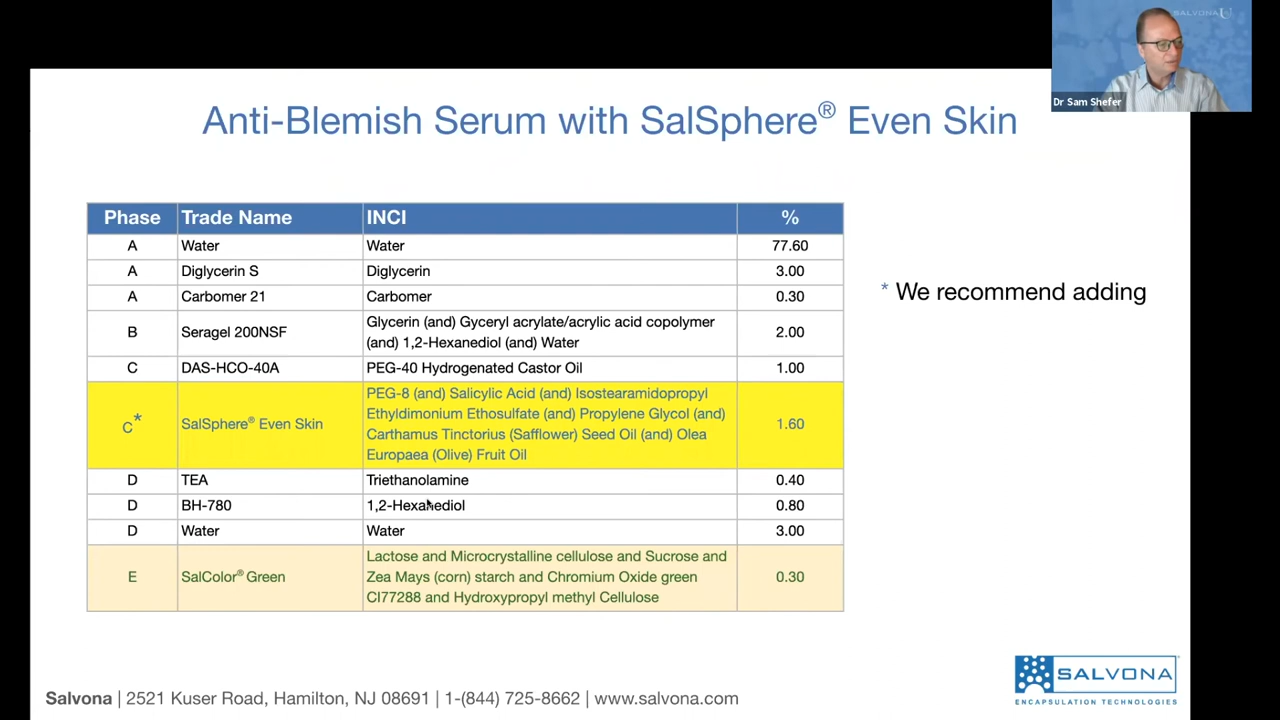 SALVONA U
Dr Sam Shefer
Anti-Blemish Serum with SalSphere® Even Skin
Phase Trade Name INCI %
A Water Water 77.60
A Diglycerin S Diglycerin 3.00
A Carbomer 21 Carbomer 0.30
B Seragel 200NSF Glycerin (and) Gyceryl acrylate/acrylic acid copolymer
(and) 1,2-Hexanediol (and) Water 2.00
C DAS-HCO-40A PEG-40 Hydrogenated Castor Oil 1.00
C* SalSphere® Even Skin PEG-8 (and) Salicylic Acid (and) Isostearamidopropyl
Ethyldimonium Ethosulfate (and) Propylene Glycol (and)
Carthamus Tinctorius (Safflower) Seed Oil (and) Olea
Europaea (Olive) Fruit Oil 1.60
D TEA Triethanolamine 0.40
D BH-780 1,2-Hexanediol 0.80
D Water Water 3.00
E SalColor® Green Lactose and Microcrystalline cellulose and Sucrose and
Zea Mays (corn) starch and Chromium Oxide green
CI77288 and Hydroxypropyl methyl Cellulose 0.30
* We recommend adding
Salvona | 2521 Kuser Road, Hamilton, NJ 08691 | 1-(844) 725-8662 | www.salvona.com
SALVONA
ENCAPSULATION TECHNOLOGIES